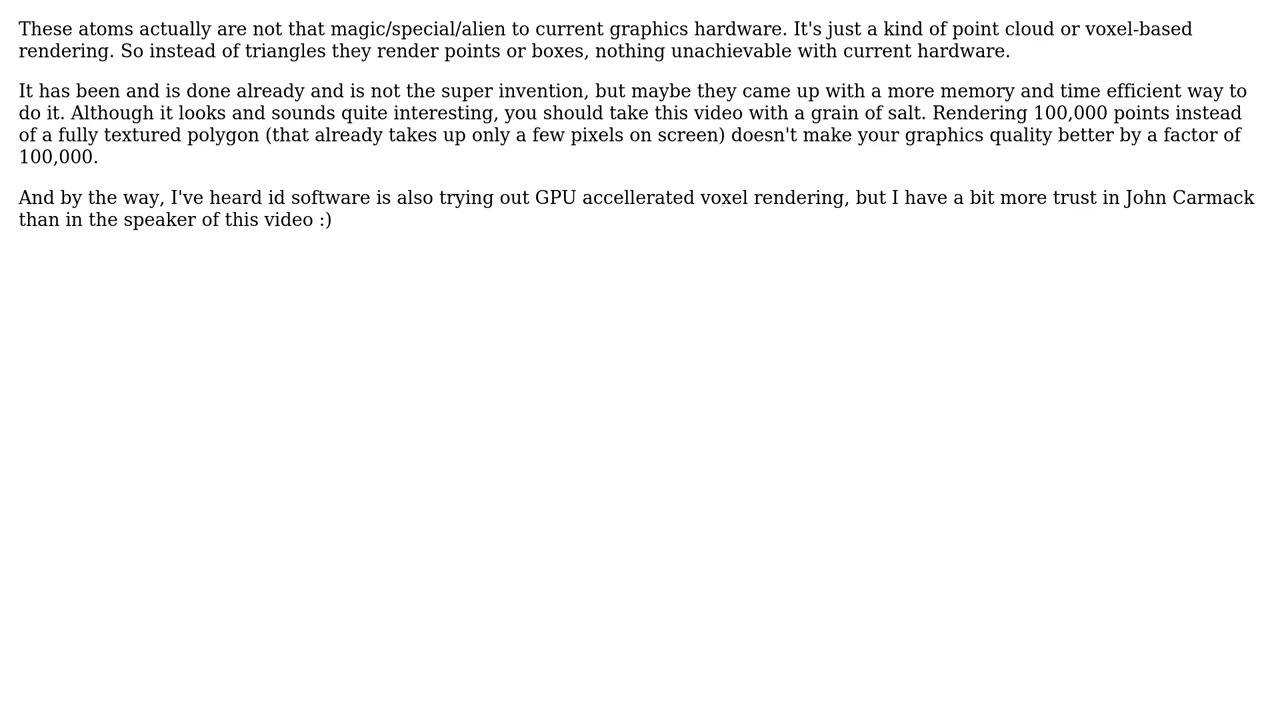 These atoms actually are not that magic/special/alien to current graphics hardware. It's just a kind of point cloud or voxel-based
rendering. So instead of triangles they render points or boxes, nothing unachievable with current hardware.
It has been and is done already and is not the super invention, but maybe they came up with a more memory and time efficient way to
do it. Although it looks and sounds quite interesting, you should take this video with a grain of salt. Rendering 100,000 points instead
of a fully textured polygon (that already takes up only a few pixels on screen) doesn't make your graphics quality better by a factor of
100,000.
And by the way, I've heard id software is also trying out GPU accellerated voxel rendering, but I have a bit more trust in John Carmack
than in the speaker of this video :)